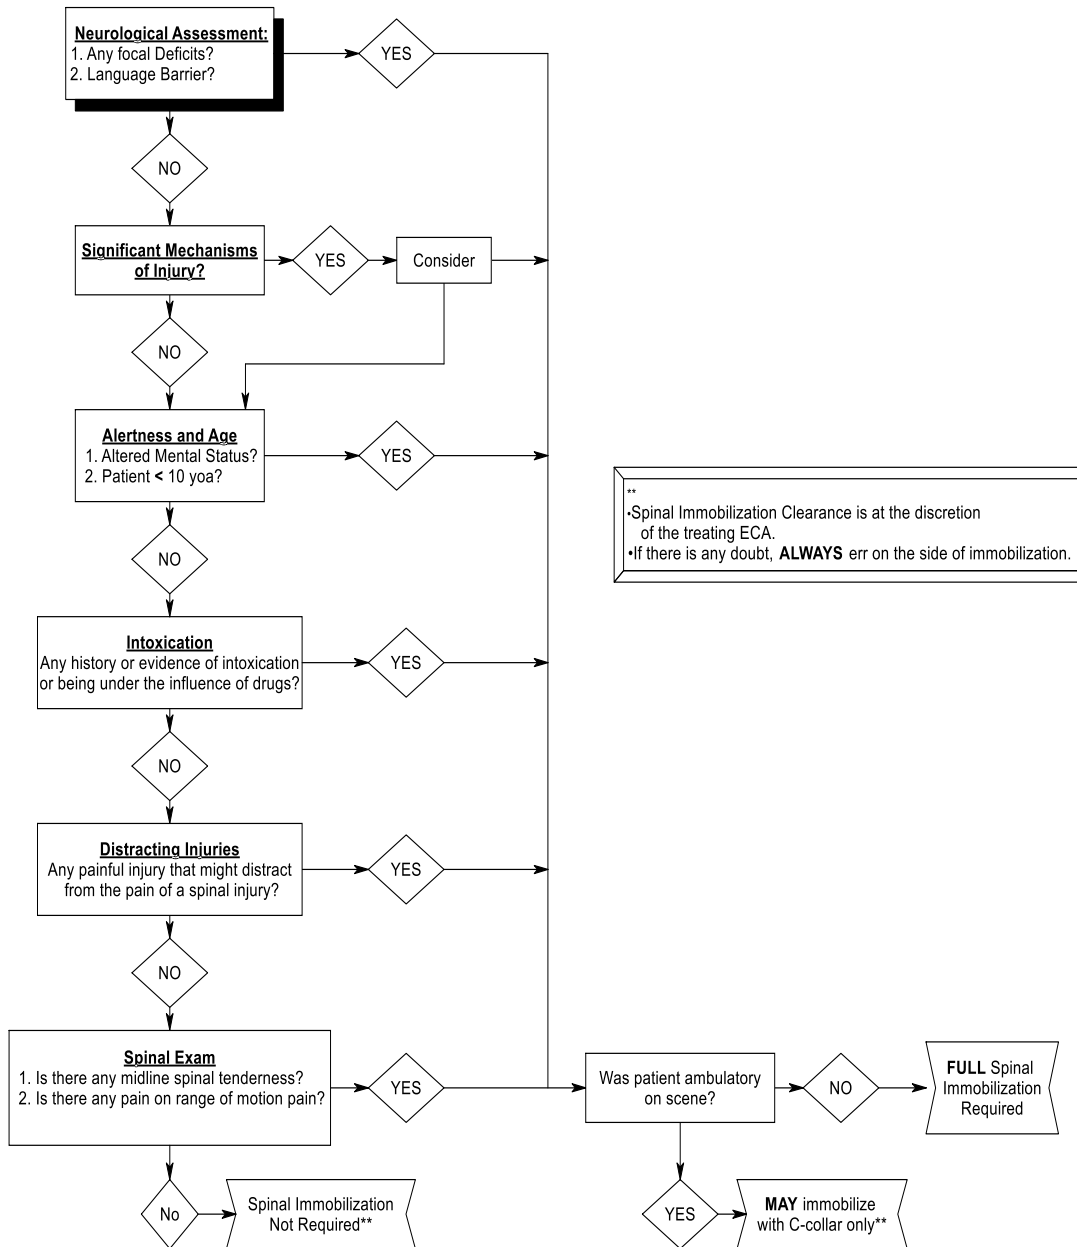 Neurological Assessment:
1. Any focal Deficits?
2. Language Barrier?
YES
NO
Significant Mechanisms
of Injury?
YES
Consider
NO
Alertness and Age
1. Altered Mental Status?
2. Patient < 10 yoa?
YES
**
•Spinal Immobilization Clearance is at the discretion
of the treating ECA.
•If there is any doubt, ALWAYS err on the side of immobilization.
NO
Intoxication
Any history or evidence of intoxication
or being under the influence of drugs?
YES
NO
Distracting Injuries
Any painful injury that might distract
from the pain of a spinal injury?
YES
NO
Spinal Exam
1. Is there any midline spinal tenderness?
2. Is there any pain on range of motion pain?
YES
Was patient ambulatory
on scene?
NO
FULL Spinal
Immobilization
Required
No
Spinal Immobilization
Not Required**
YES
MAY immobilize
with C-collar only**